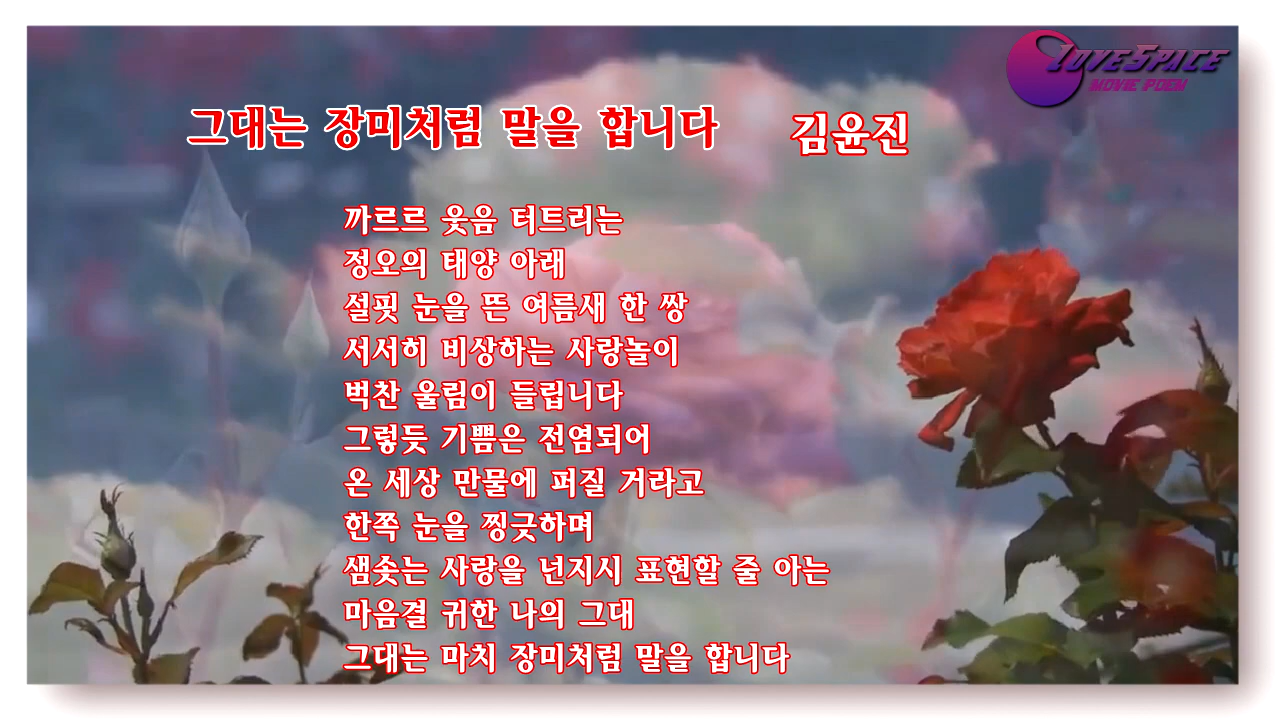 LoveSpace
MOVIE POEM
그대는 장미처럼 말을 합니다 김윤진
까르르 웃음 터트리는
정오의 태양 아래
설핏 눈을 뜬 여름새 한 쌍
서서히 비상하는 사랑놀이
벅찬 울림이 들립니다
그렇듯 기쁨은 전염되어
온 세상 만물에 퍼질 거라고
한쪽 눈을 찡긋하며
샘솟는 사랑을 넌지시 표현할 줄 아는
마음결 귀한 나의 그대
그대는 마치 장미처럼 말을 합니다